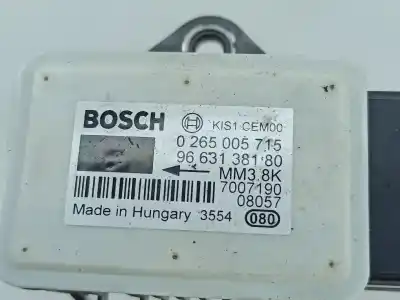 BOSCH KIS1 CEM00
0 265 005 715
96 631 381 80
MM3.8K
7007190
08057
Made in Hungary 3554 080